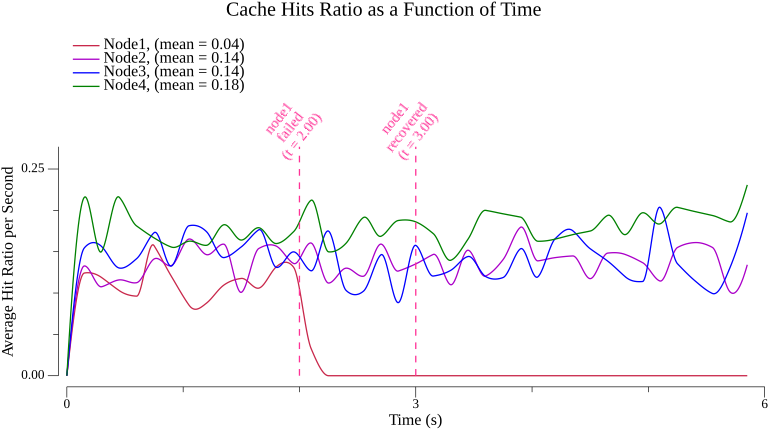 Cache Hits Ratio as a Function of Time
Node1, (mean = 0.04)
Node2, (mean = 0.14)
Node3, (mean = 0.14)
Node4, (mean = 0.18)
node1
failed
(t = 2.00)
node1
recovered
(t = 3.00)
Average Hit Ratio per Second
0.25
0.00
0
3
6
Time (s)